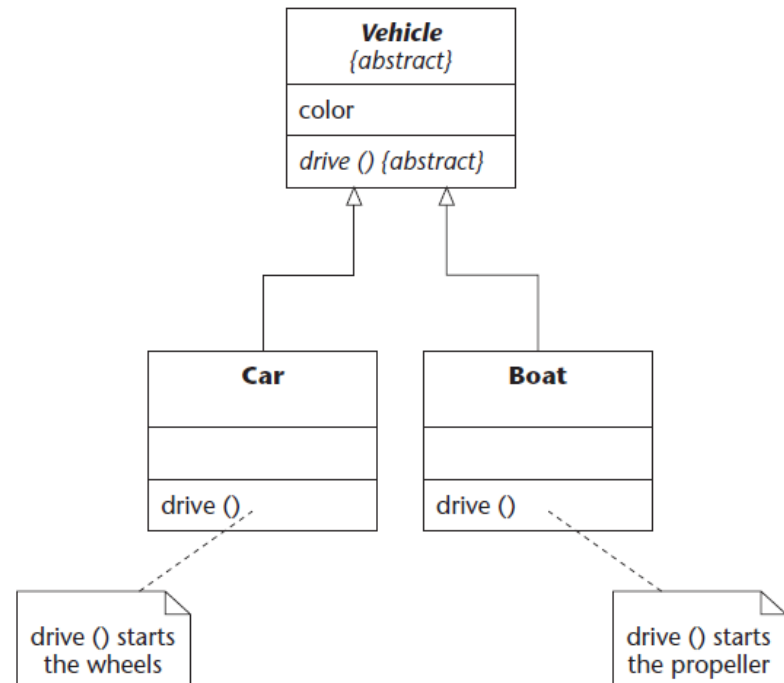 Vehicle
{abstract}
color
drive () {abstract}
Car
Boat
drive ()
drive ()
drive () starts
the wheels
drive () starts
the propeller